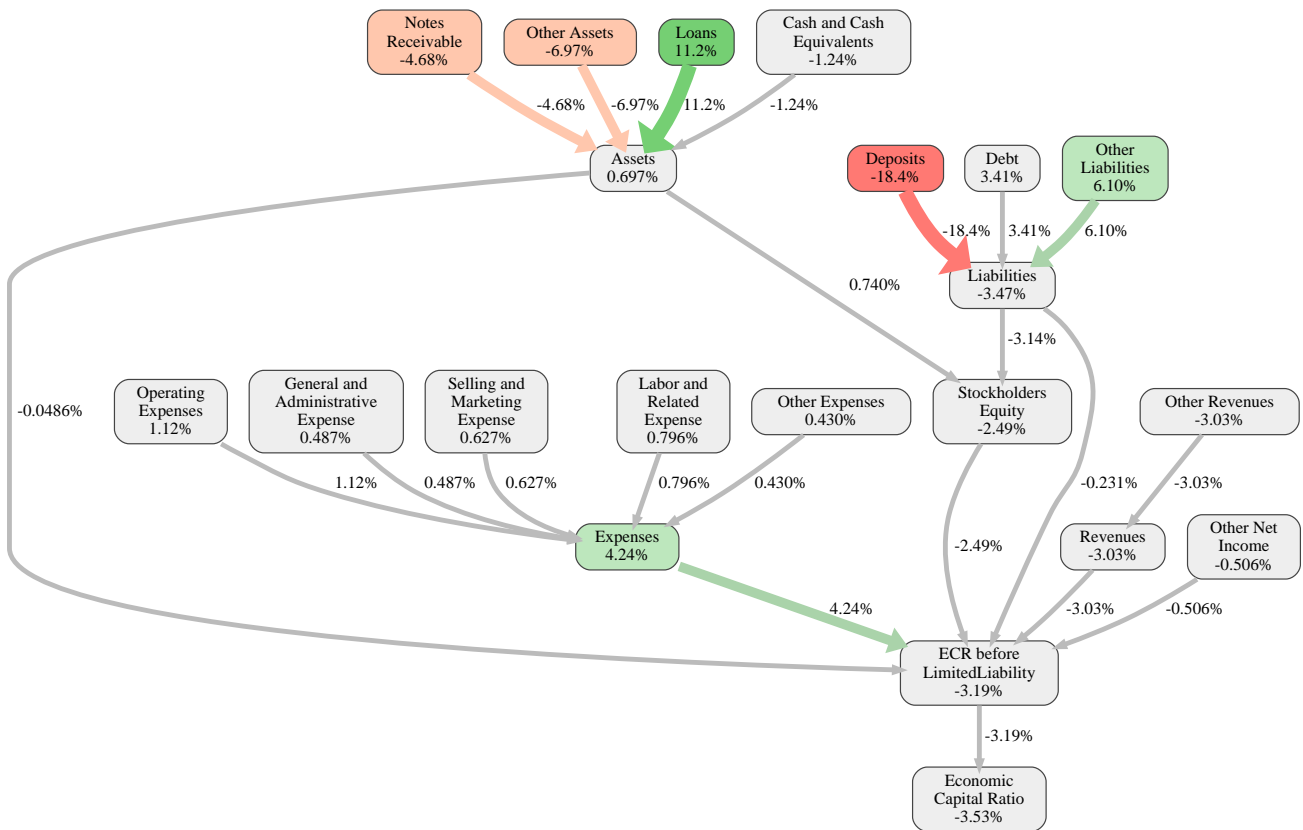 Notes
Receivable
-4.68%
Other Assets
-6.97%
Loans
11.2%
Cash and Cash
Equivalents
-1.24%
-4.68%
-6.97%
11.2%
-1.24%
Assets
0.697%
Deposits
-18.4%
Debt
3.41%
Other
Liabilities
6.10%
-18.4%
3.41%
6.10%
0.740%
Liabilities
-3.47%
-3.14%
-0.0486%
Operating
Expenses
1.12%
General and
Administrative
Expense
0.487%
Selling and
Marketing
Expense
0.627%
Labor and
Related
Expense
0.796%
Other Expenses
0.430%
Stockholders
Equity
-2.49%
Other Revenues
-3.03%
1.12%
0.487%
0.627%
0.796%
0.430%
-0.231%
-3.03%
Expenses
4.24%
-2.49%
Revenues
-3.03%
Other Net
Income
-0.506%
4.24%
-3.03%
-0.506%
ECR before
LimitedLiability
-3.19%
-3.19%
Economic
Capital Ratio
-3.53%